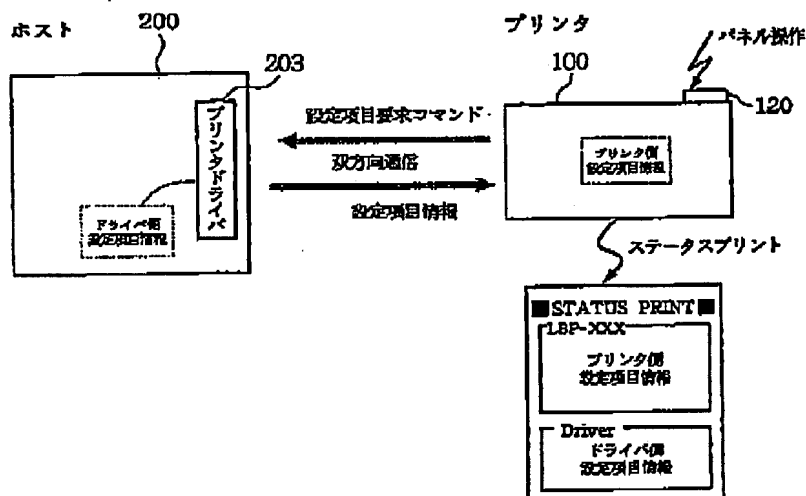 ホスト
200
203
プリンタドライバ
ドライバ側
設定項目情報
設定項目要求コマンド
双方向通信
設定項目情報
プリンタ
100
パネル操作
120
プリンタ側
設定項目情報
ステータスプリント
■STATUS PRINT■
LBP-XXX
プリンタ側
設定項目情報
Driver
ドライバ側
設定項目情報